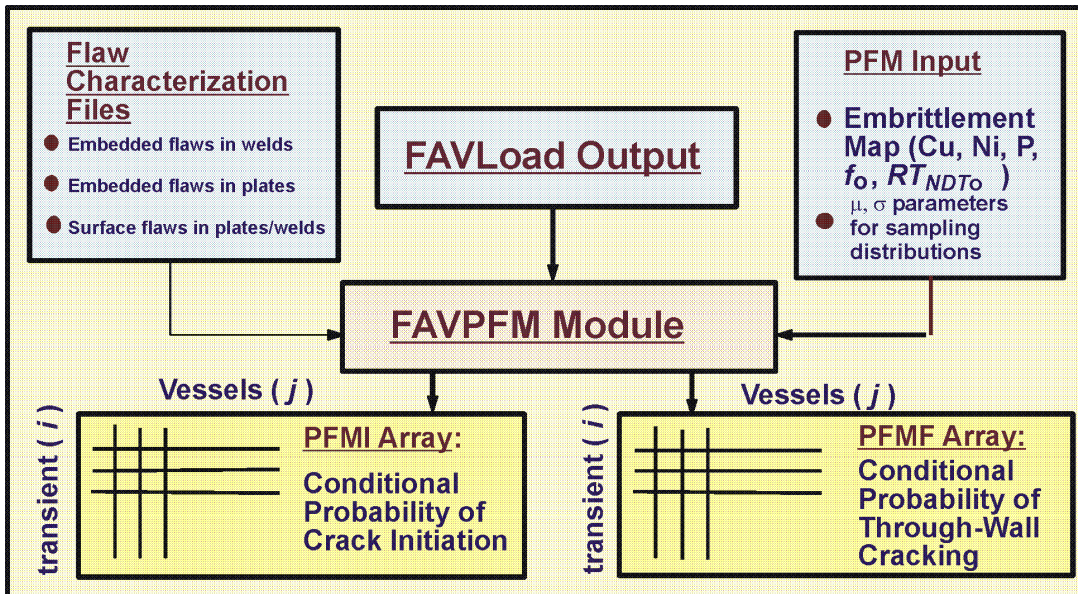 Flaw
Characterization
Files
Embedded flaws in welds
Embedded flaws in plates
Surface flaws in plates/welds
FAVLoad Output
PFM Input
Embrittlement
Map (Cu, Ni, P,
fo, RTNDTo )
μ, σ parameters
for sampling
distributions
FAVPFM Module
Vessels ( j )
transient ( i )
PFMI Array:
Conditional
Probability of
Crack Initiation
Vessels ( j )
transient ( i )
PFMF Array:
Conditional
Probability of
Through-Wall
Cracking